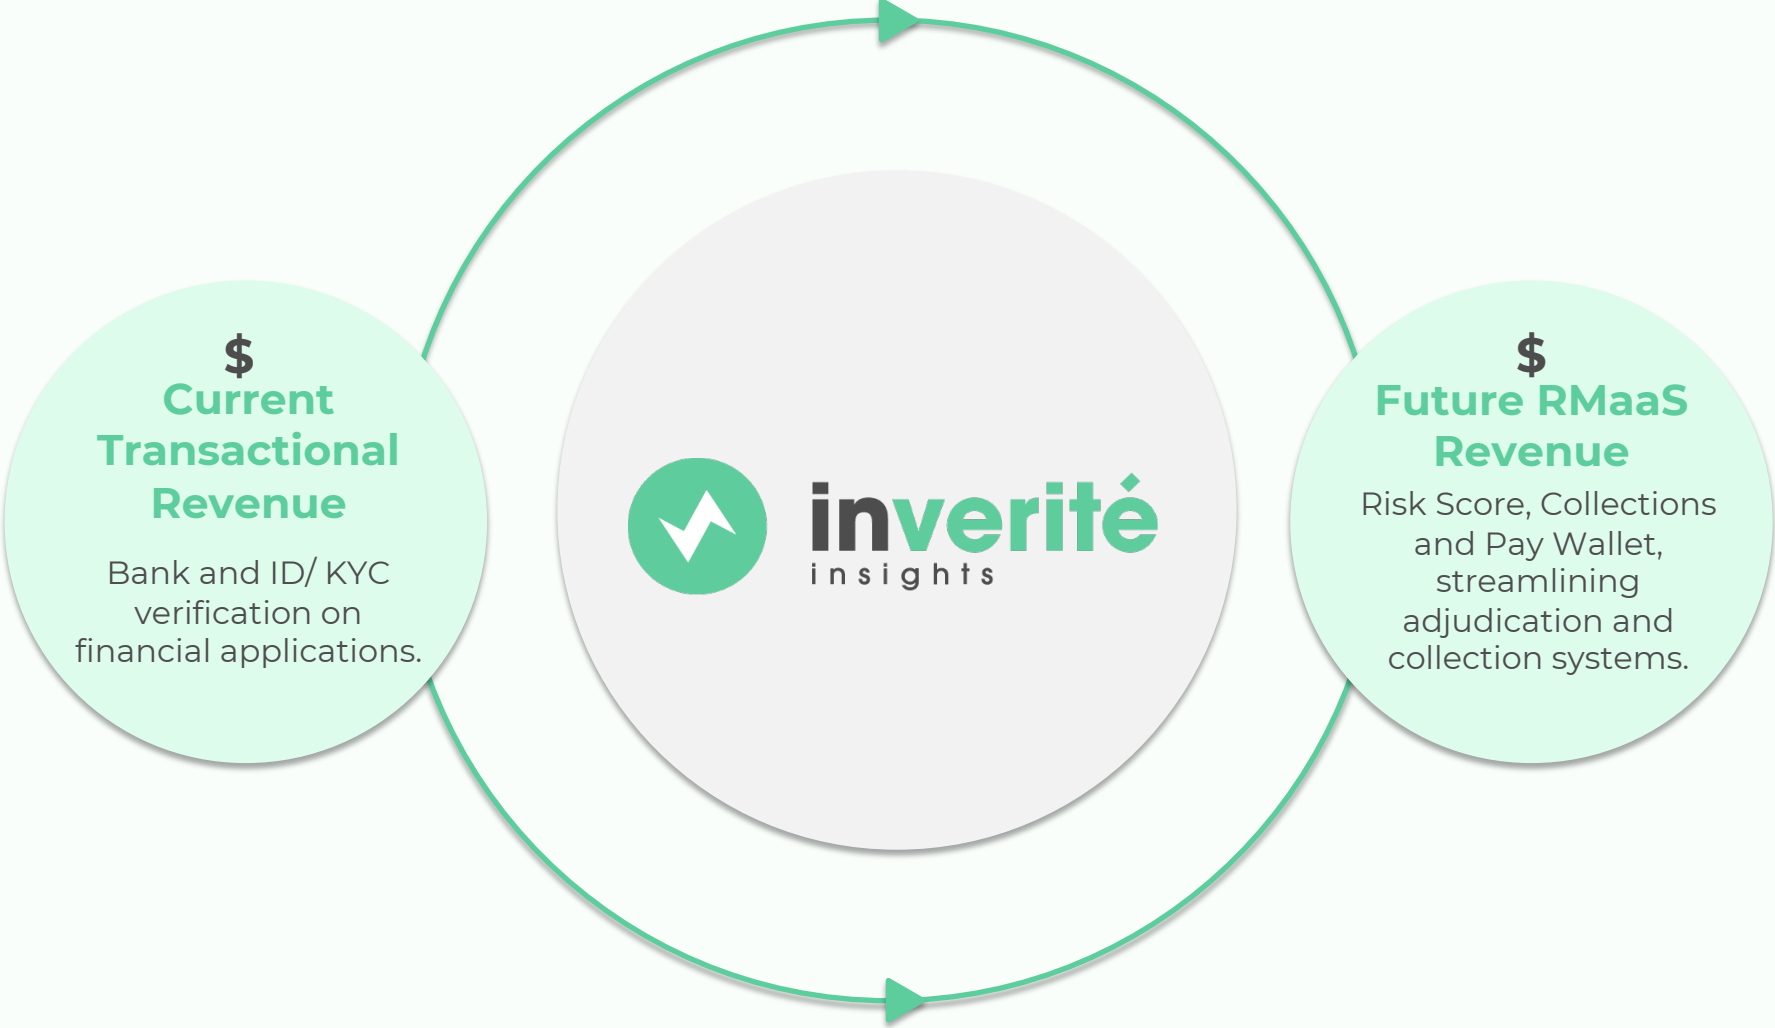 $
Current
Transactional
Revenue
Bank and ID/ KYC
verification on
financial applications.
inverité
insights
$
Future RMaaS
Revenue
Risk Score, Collections
and Pay Wallet,
streamlining
adjudication and
collection systems.